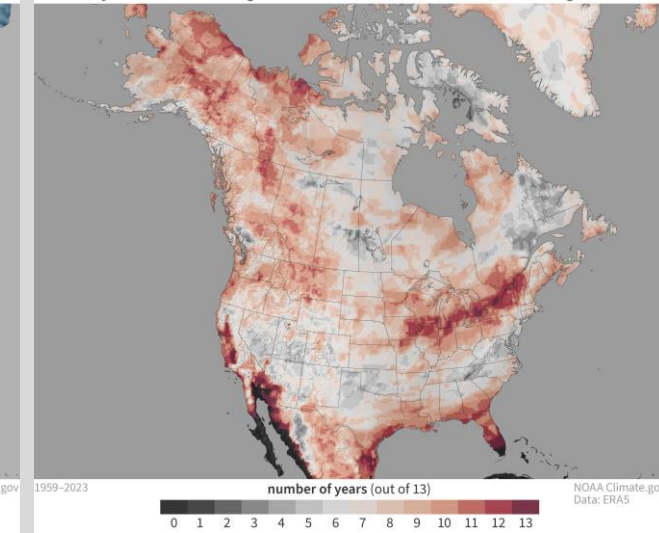 gov
1959–2023
number of years (out of 13)
NOAA Climate.go
Data: ERA5
0 1 2 3 4 5 6 7 8 9 10 11 12 13